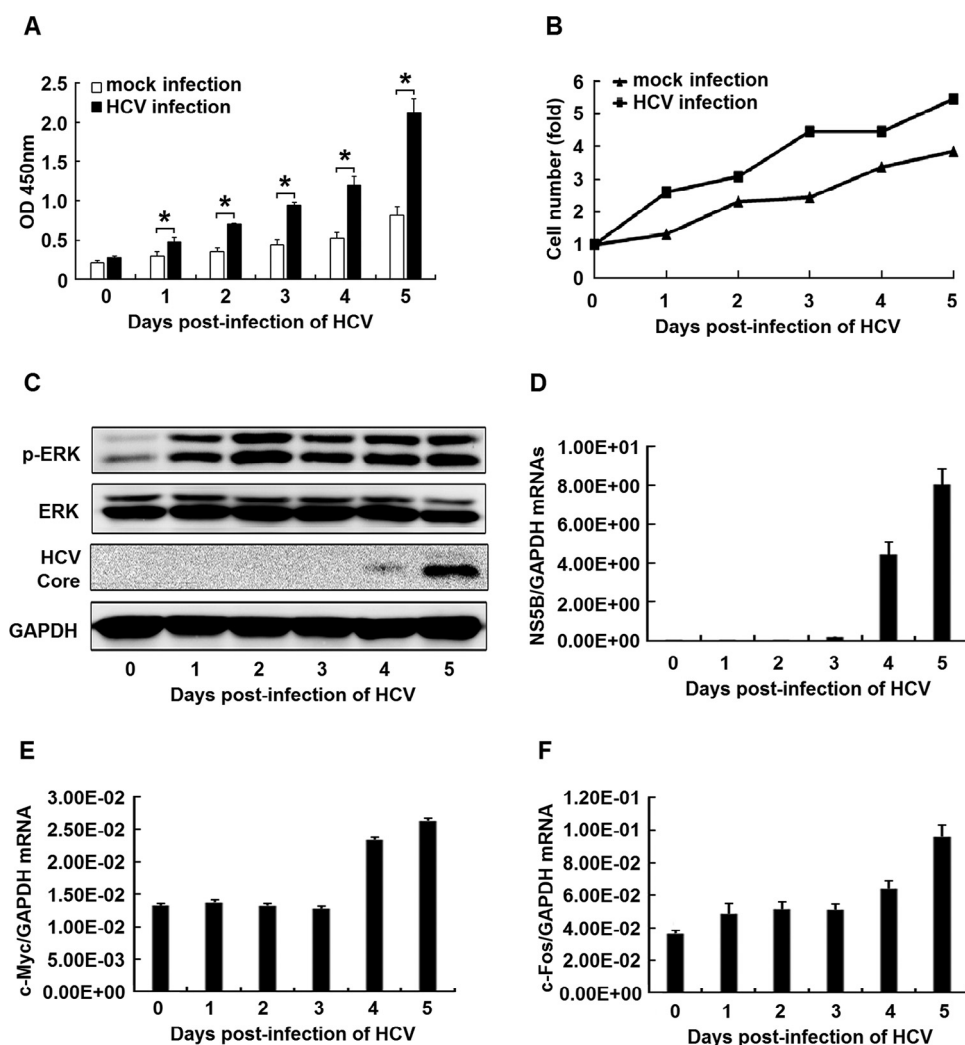 A
2.5
2.0
1.5
1.0
0.5
0
OD 450nm
mock infection
HCV infection
*
*
*
*
*
0 1 2 3 4 5
Days post-infection of HCV
B
6
5
4
3
2
1
0
Cell number (fold)
mock infection
HCV infection
0 1 2 3 4 5
Days post-infection of HCV
C
p-ERK
ERK
HCV
Core
GAPDH
0 1 2 3 4 5
Days post-infection of HCV
D
NS5B/GAPDH mRNAs
1.00E+01
8.00E+00
6.00E+00
4.00E+00
2.00E+00
0.00E+00
0 1 2 3 4 5
Days post-infection of HCV
E
c-Myc/GAPDH mRNA
3.00E-02
2.50E-02
2.00E-02
1.50E-02
1.00E-02
5.00E-03
0.00E+00
0 1 2 3 4 5
Days post-infection of HCV
F
c-Fos/GAPDH mRNA
1.20E-01
1.00E-01
8.00E-02
6.00E-02
4.00E-02
2.00E-02
0.00E+00
0 1 2 3 4 5
Days post-infection of HCV